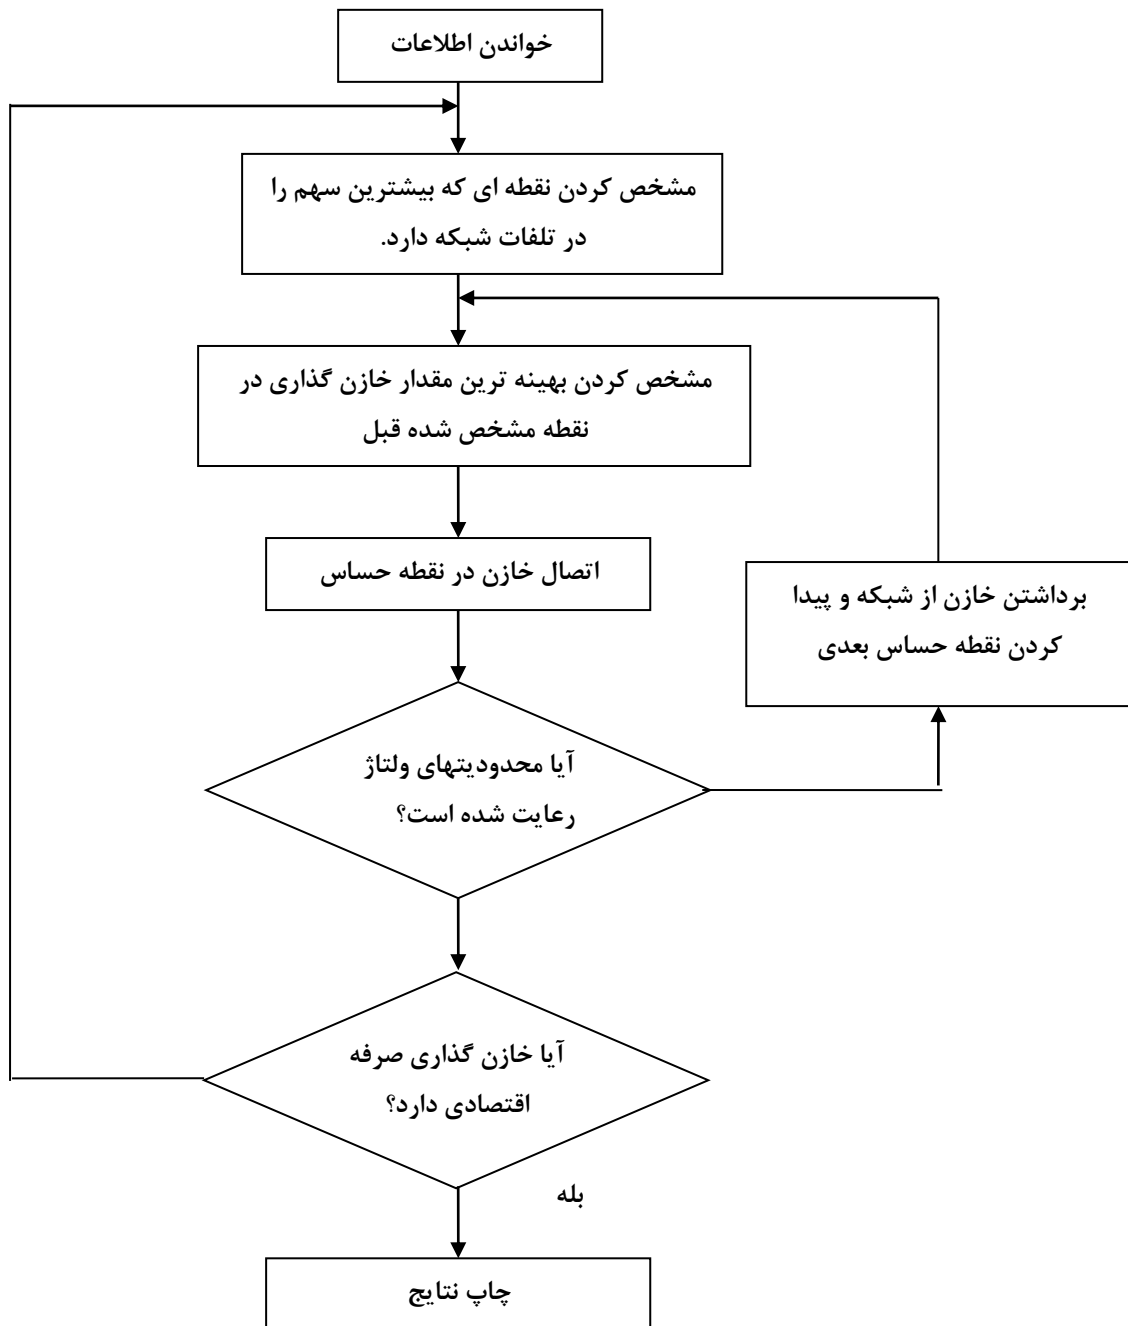 خواندن اطلاعات
مشخص کردن نقطه ای که بیشترین سهم را
در تلفات شبکه دارد.
مشخص کردن بهینه ترین مقدار خازن گذاری در
نقطه مشخص شده قبل
اتصال خازن در نقطه حساس
برداشتن خازن از شبکه و پیدا
کردن نقطه حساس بعدی
آیا محدودیتهای ولتاژ
رعایت شده است؟
آیا خازن گذاری صرفه
اقتصادی دارد؟
بله
چاپ نتایج